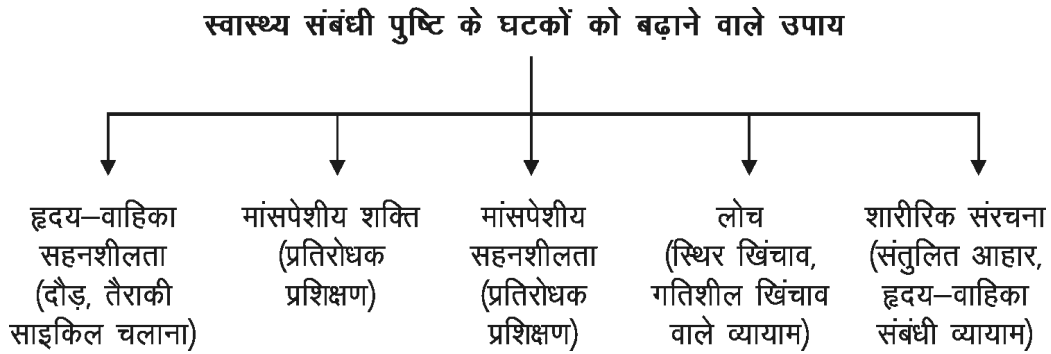 स्वास्थ्य संबंधी पुष्टि के घटकों को बढ़ाने वाले उपाय
हृदय–वाहिका
सहनशीलता
(दौड़, तैराकी
साइकिल चलाना)
मांसपेशीय शक्ति
(प्रतिरोधक
प्रशिक्षण)
मांसपेशीय
सहनशीलता
(प्रतिरोधक
प्रशिक्षण)
लोच
(स्थिर खिंचाव,
गतिशील खिंचाव
वाले व्यायाम)
शारीरिक संरचना
(संतुलित आहार,
हृदय–वाहिका
संबंधी व्यायाम)